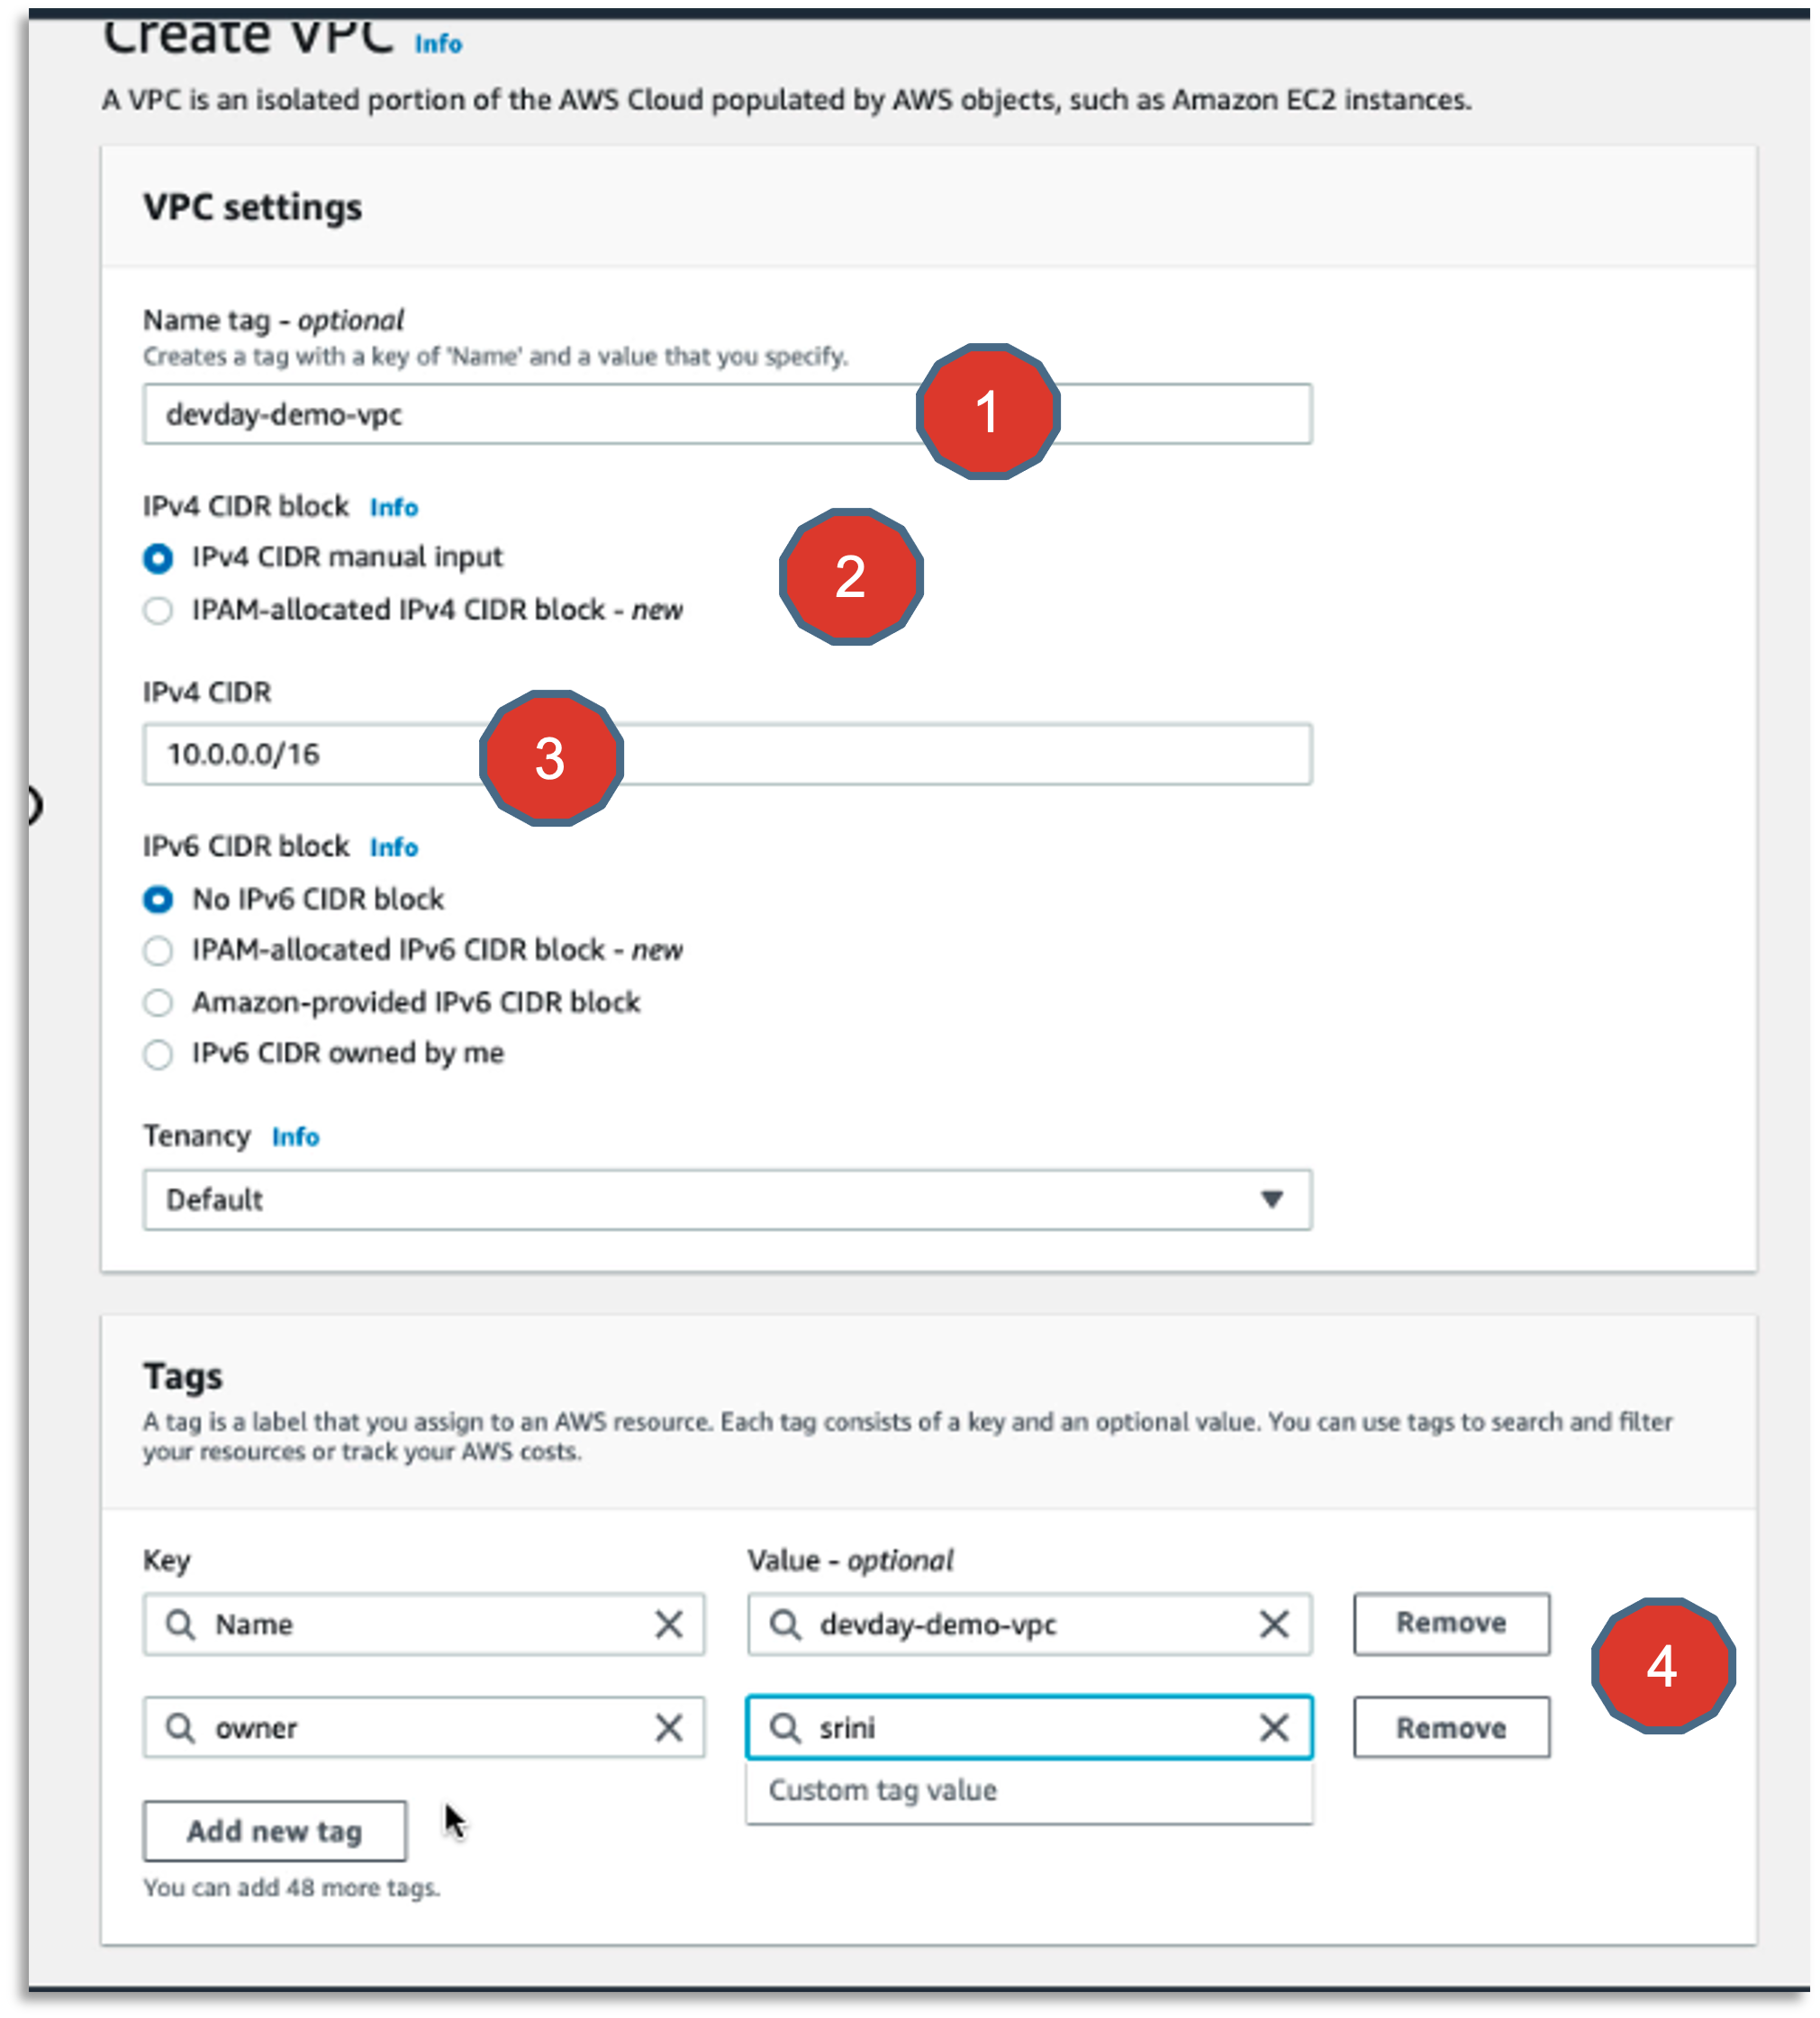 Create VPC Info
A VPC is an isolated portion of the AWS Cloud populated by AWS objects, such as Amazon EC2 instances.
VPC settings
Name tag - optional
Creates a tag with a key of 'Name' and a value that you specify.
devday-demo-vpc
1
IPv4 CIDR block Info
IPv4 CIDR manual input
2
IPAM-allocated IPv4 CIDR block - new
IPv4 CIDR
10.0.0.0/16
3
IPv6 CIDR block Info
No IPv6 CIDR block
IPAM-allocated IPv6 CIDR block - new
Amazon-provided IPv6 CIDR block
IPv6 CIDR owned by me
Tenancy Info
Default
Tags
A tag is a label that you assign to an AWS resource. Each tag consists of a key and an optional value. You can use tags to search and filter
your resources or track your AWS costs.
Key Value - optional
Name devday-demo-vpc Remove
4
owner srini Remove
Custom tag value
Add new tag
You can add 48 more tags.